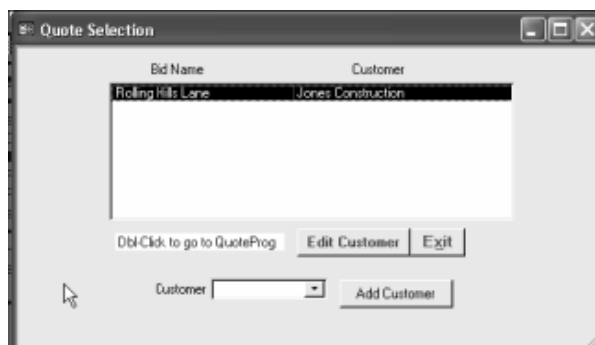 Quote Selection
Bid Name Customer
Rolling Hills Lane Jones Construction
Dbl-Click to go to QuoteProg Edit Customer Exit
Customer Add Customer